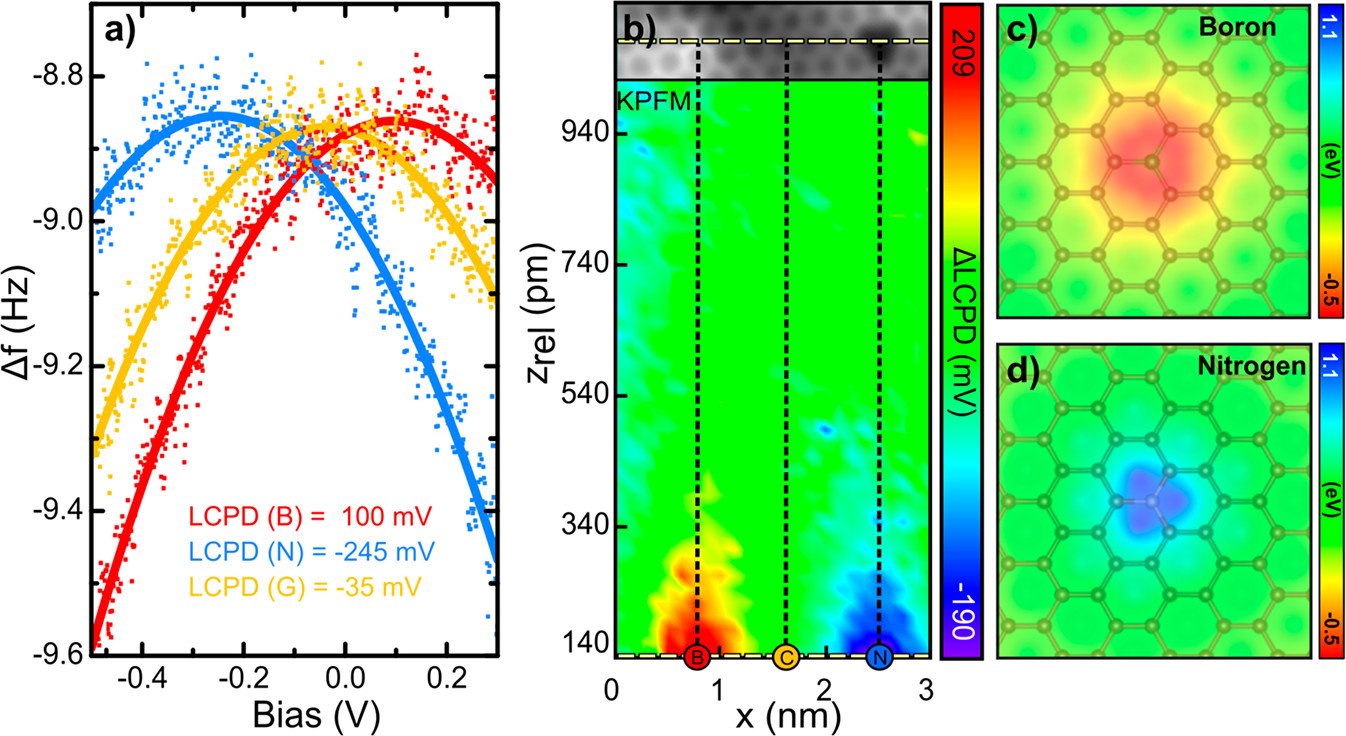 a)
Δf (Hz)
-8.8
-9.0
-9.2
-9.4
-9.6
LCPD (B) = 100 mV
LCPD (N) = -245 mV
LCPD (G) = -35 mV
-0.4 -0.2 0.0 0.2
Bias (V)
b)
KPFM
zrel (pm)
940
740
540
340
140
B C N
0 1 2 3
x (nm)
209
ΔLCPD (mV)
-190
c)
Boron
1.1
(eV)
-0.5
d)
Nitrogen
1.1
(eV)
-0.5